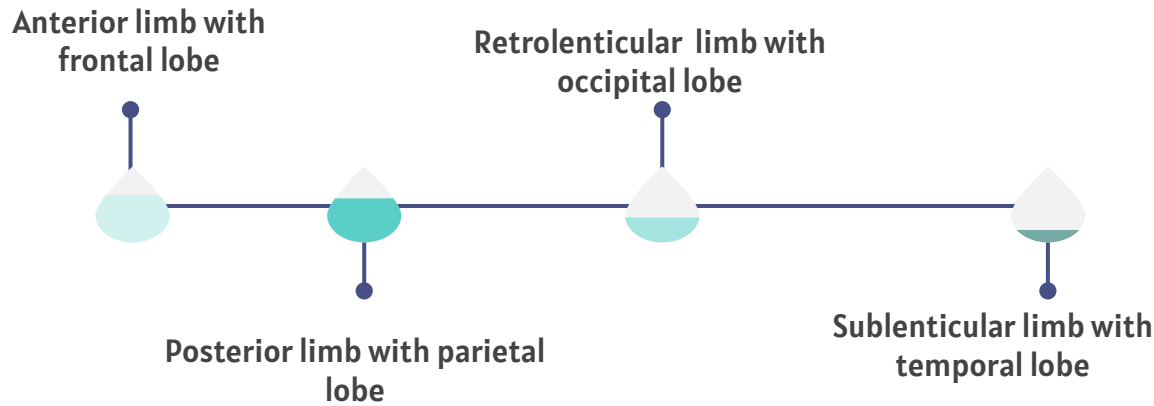 Anterior limb with
frontal lobe
Retrolenticular limb with
occipital lobe
Posterior limb with parietal
lobe
Sublenticular limb with
temporal lobe